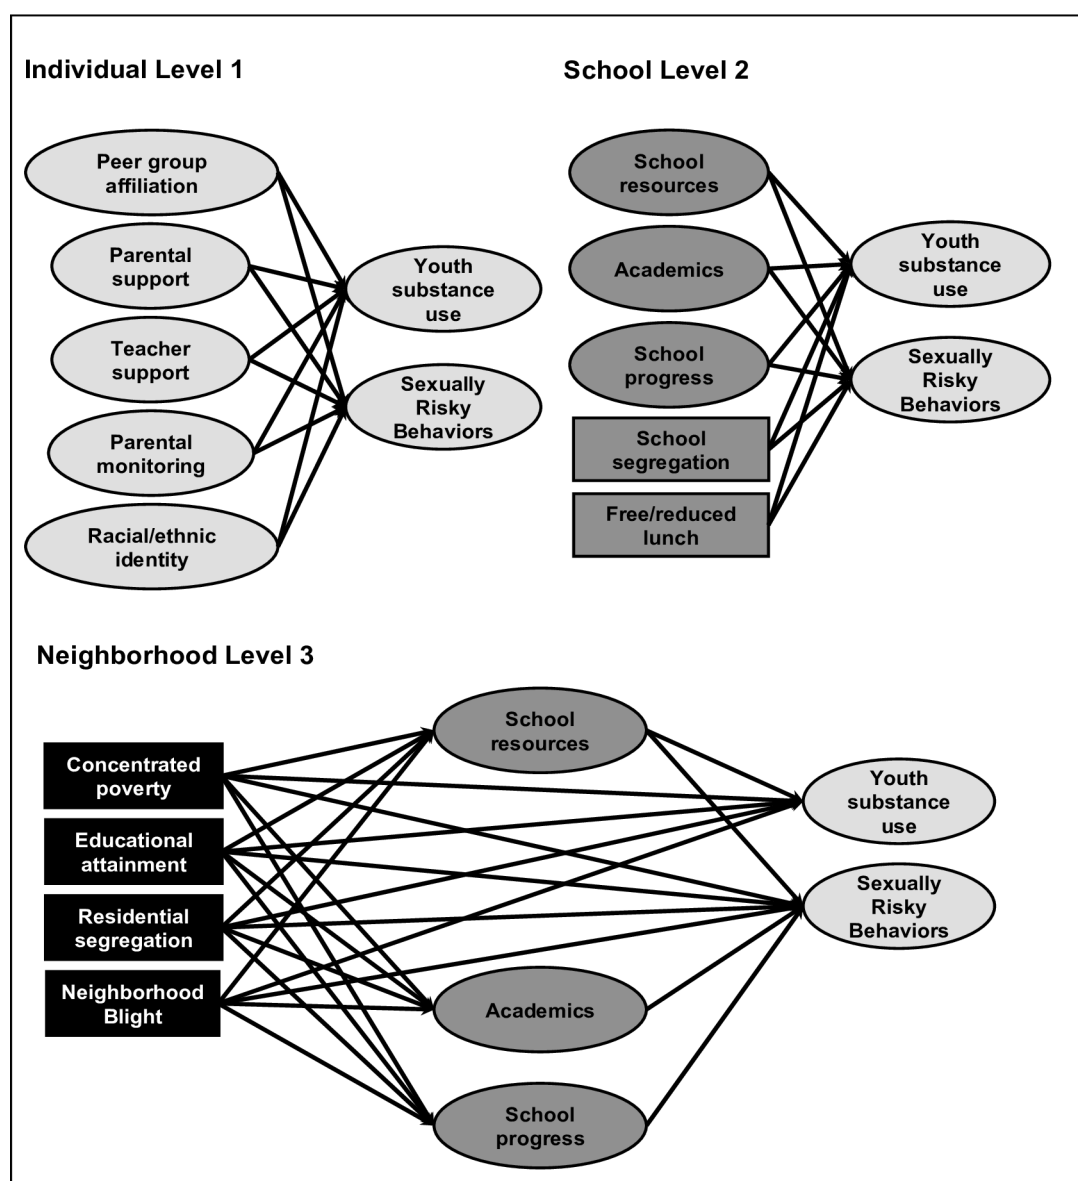 Individual Level 1
Peer group
affiliation
Parental
support
Teacher
support
Parental
monitoring
Racial/ethnic
identity
Youth
substance
use
Sexually
Risky
Behaviors
School Level 2
School
resources
Academics
School
progress
School
segregation
Free/reduced
lunch
Youth
substance
use
Sexually
Risky
Behaviors
Neighborhood Level 3
Concentrated
poverty
Educational
attainment
Residential
segregation
Neighborhood
Blight
School
resources
Academics
School
progress
Youth
substance
use
Sexually
Risky
Behaviors